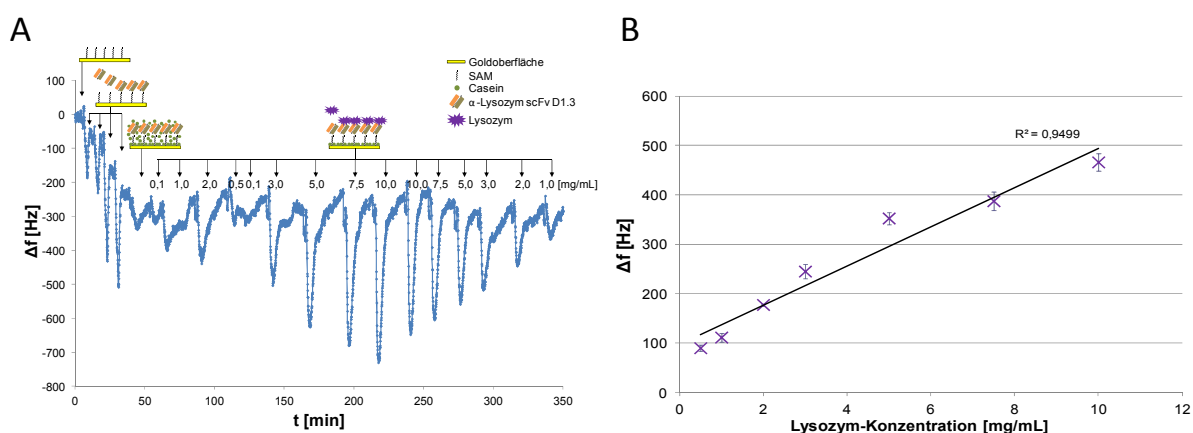 A
Goldoberfläche
SAM
Casein
α-Lysozym scFv D1.3
Lysozym
100
0
-100
-200
-300
-400
-500
-600
-700
-800
Δf [Hz]
0,1 1,0 2,0 0,5 0,1 3,0 5,0 7,5 10,0 10,0 7,5 5,0 3,0 2,0 1,0 [mg/mL]
0 50 100 150 200 250 300 350
t [min]
B
600
500
400
300
200
100
0
Δf [Hz]
R² = 0,9499
0 2 4 6 8 10 12
Lysozym-Konzentration [mg/mL]